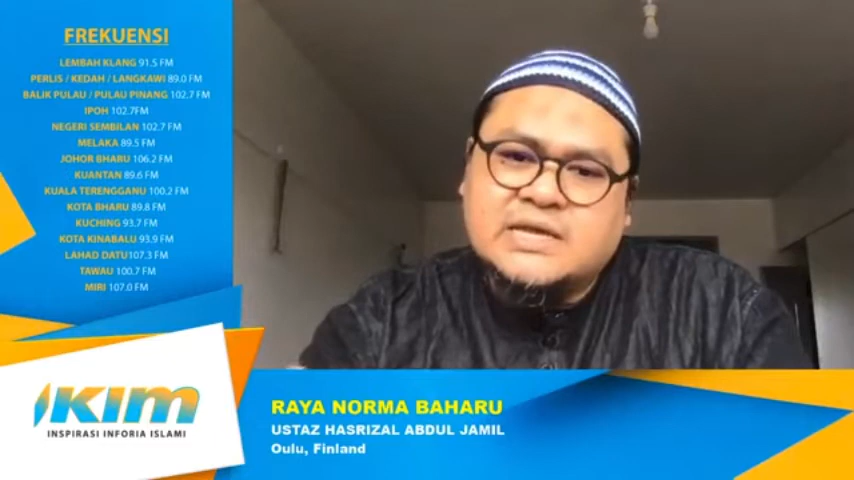 FREKUENSI
LEMBAH KLANG 91.5 FM
PERLIS / KEDAH / LANGKAWI 89.0 FM
BALIK PULAU / PULAU PINANG 102.7 FM
IPOH 102.7FM
NEGERI SEMBILAN 102.7 FM
MELAKA 89.5 FM
JOHOR BHARU 106.2 FM
KUANTAN 89.6 FM
KUALA TERENGGANU 100.2 FM
KOTA BHARU 89.8 FM
KUCHING 93.7 FM
KOTA KINABALU 93.9 FM
LAHAD DATU107.3 FM
TAWAU 100.7 FM
MIRI 107.0 FM
IKIM
INSPIRASI INFORIA ISLAMI
RAYA NORMA BAHARU
USTAZ HASRIZAL ABDUL JAMIL
Oulu, Finland